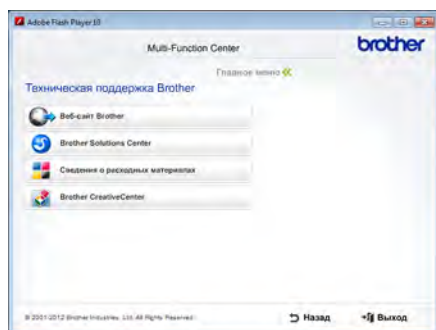 Adobe Flash Player 10
Multi-Function Center
brother
Главное меню
Техническая поддержка Brother
Веб-сайт Brother
Brother Solutions Center
Сведения о расходных материалах
Brother CreativeCenter
© 2001-2012 Brother Industries, Ltd. All Rights Reserved.
Назад
Выход